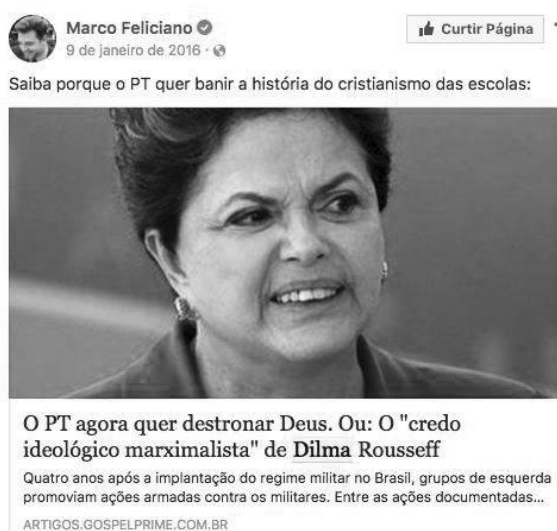 Marco Feliciano
9 de janeiro de 2016 ·
Curtir Página
Saiba porque o PT quer banir a história do cristianismo das escolas:
O PT agora quer destronar Deus. Ou: O "credo
ideológico marximalista" de Dilma Rousseff
Quatro anos após a implantação do regime militar no Brasil, grupos de esquerda
promoviam ações armadas contra os militares. Entre as ações documentadas...
ARTIGOS.GOSPELPRIME.COM.BR